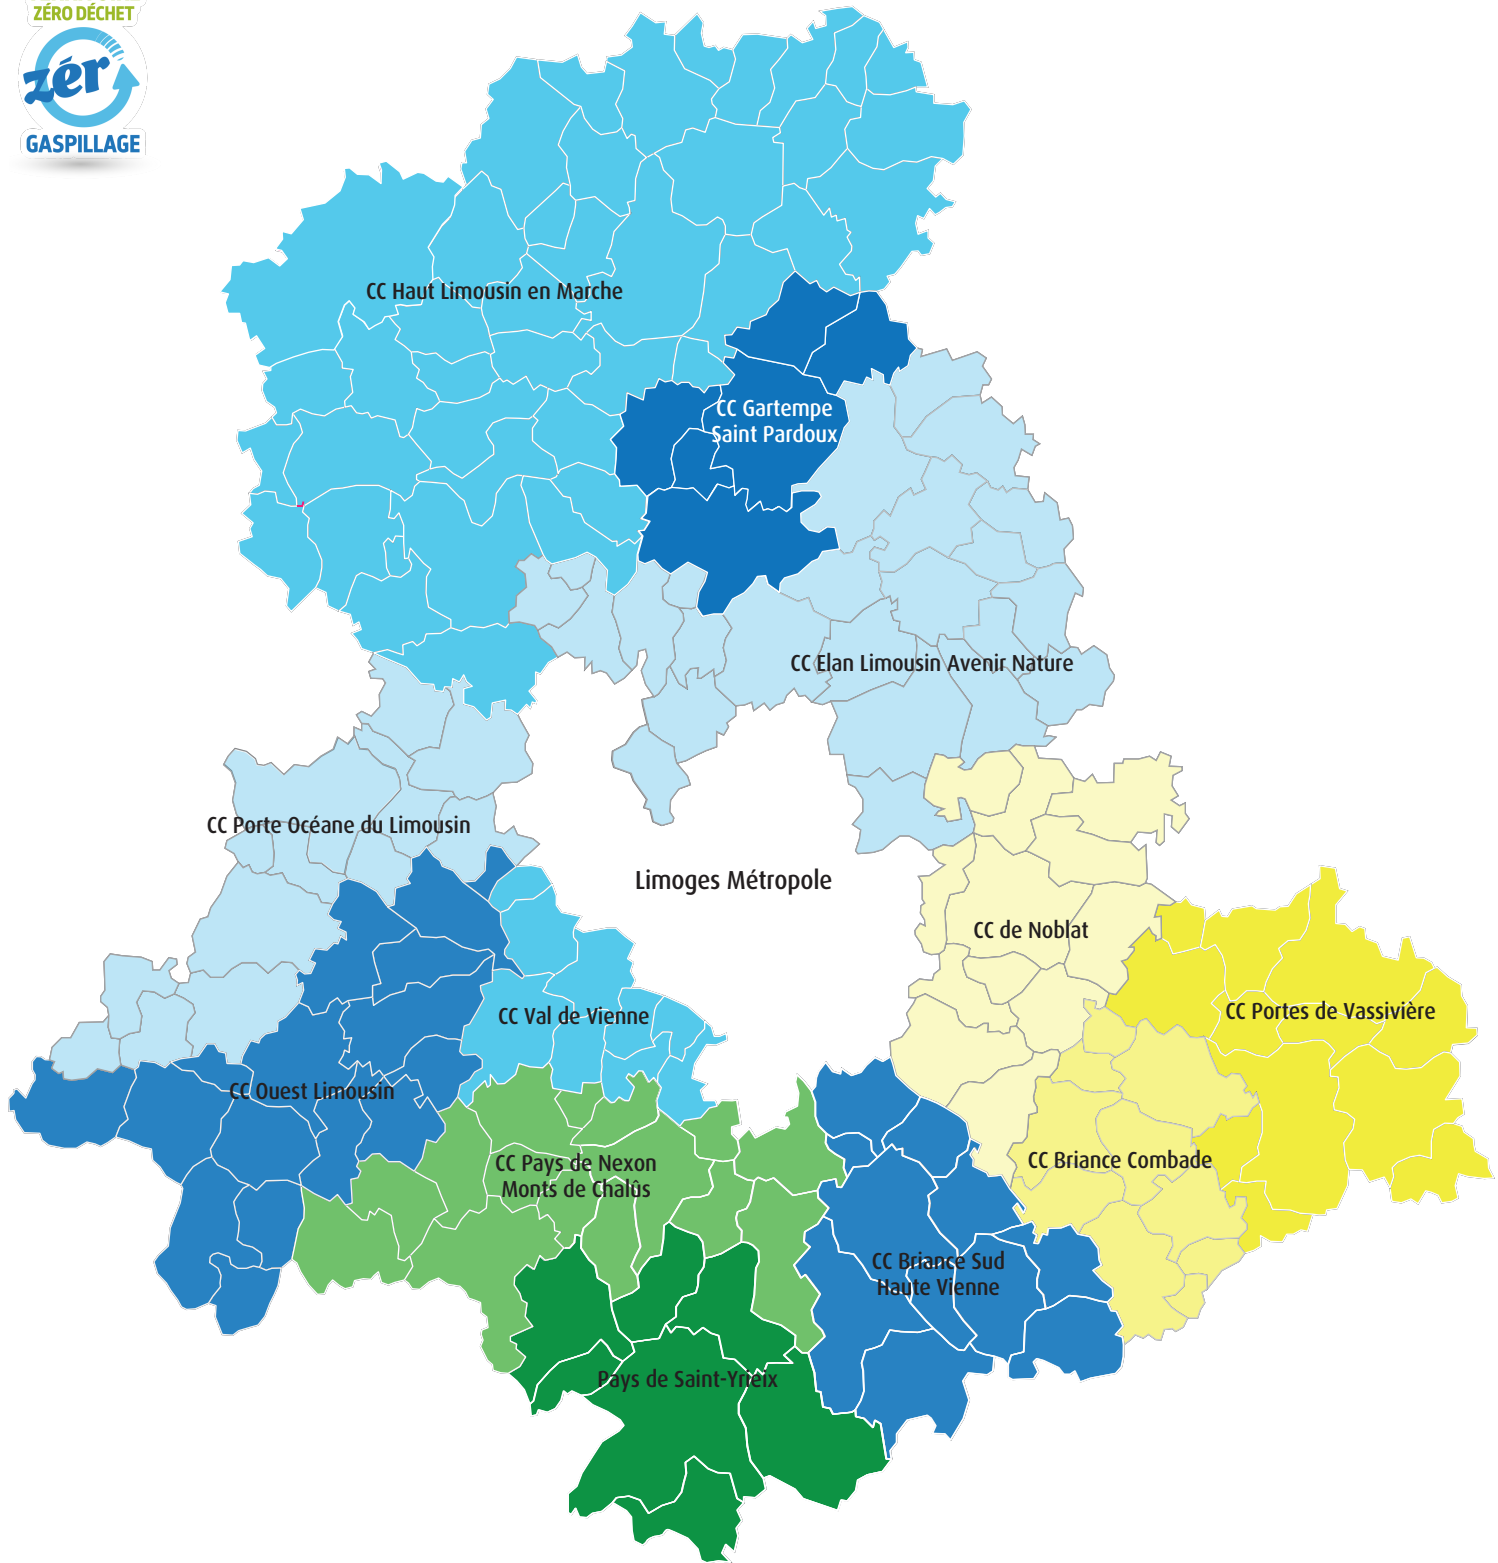 ZÉRO DÉCHET
zér
GASPILLAGE
CC Haut Limousin en Marche
CC Gartempe
Saint Pardoux
CC Elan Limousin Avenir Nature
CC Porte Océane du Limousin
Limoges Métropole
CC de Noblat
CC Portes de Vassivière
CC Val de Vienne
CC Ouest Limousin
CC Pays de Nexon
Monts de Chalûs
CC Briance Combade
CC Briance Sud
Haute Vienne
Pays de Saint-Yrieix